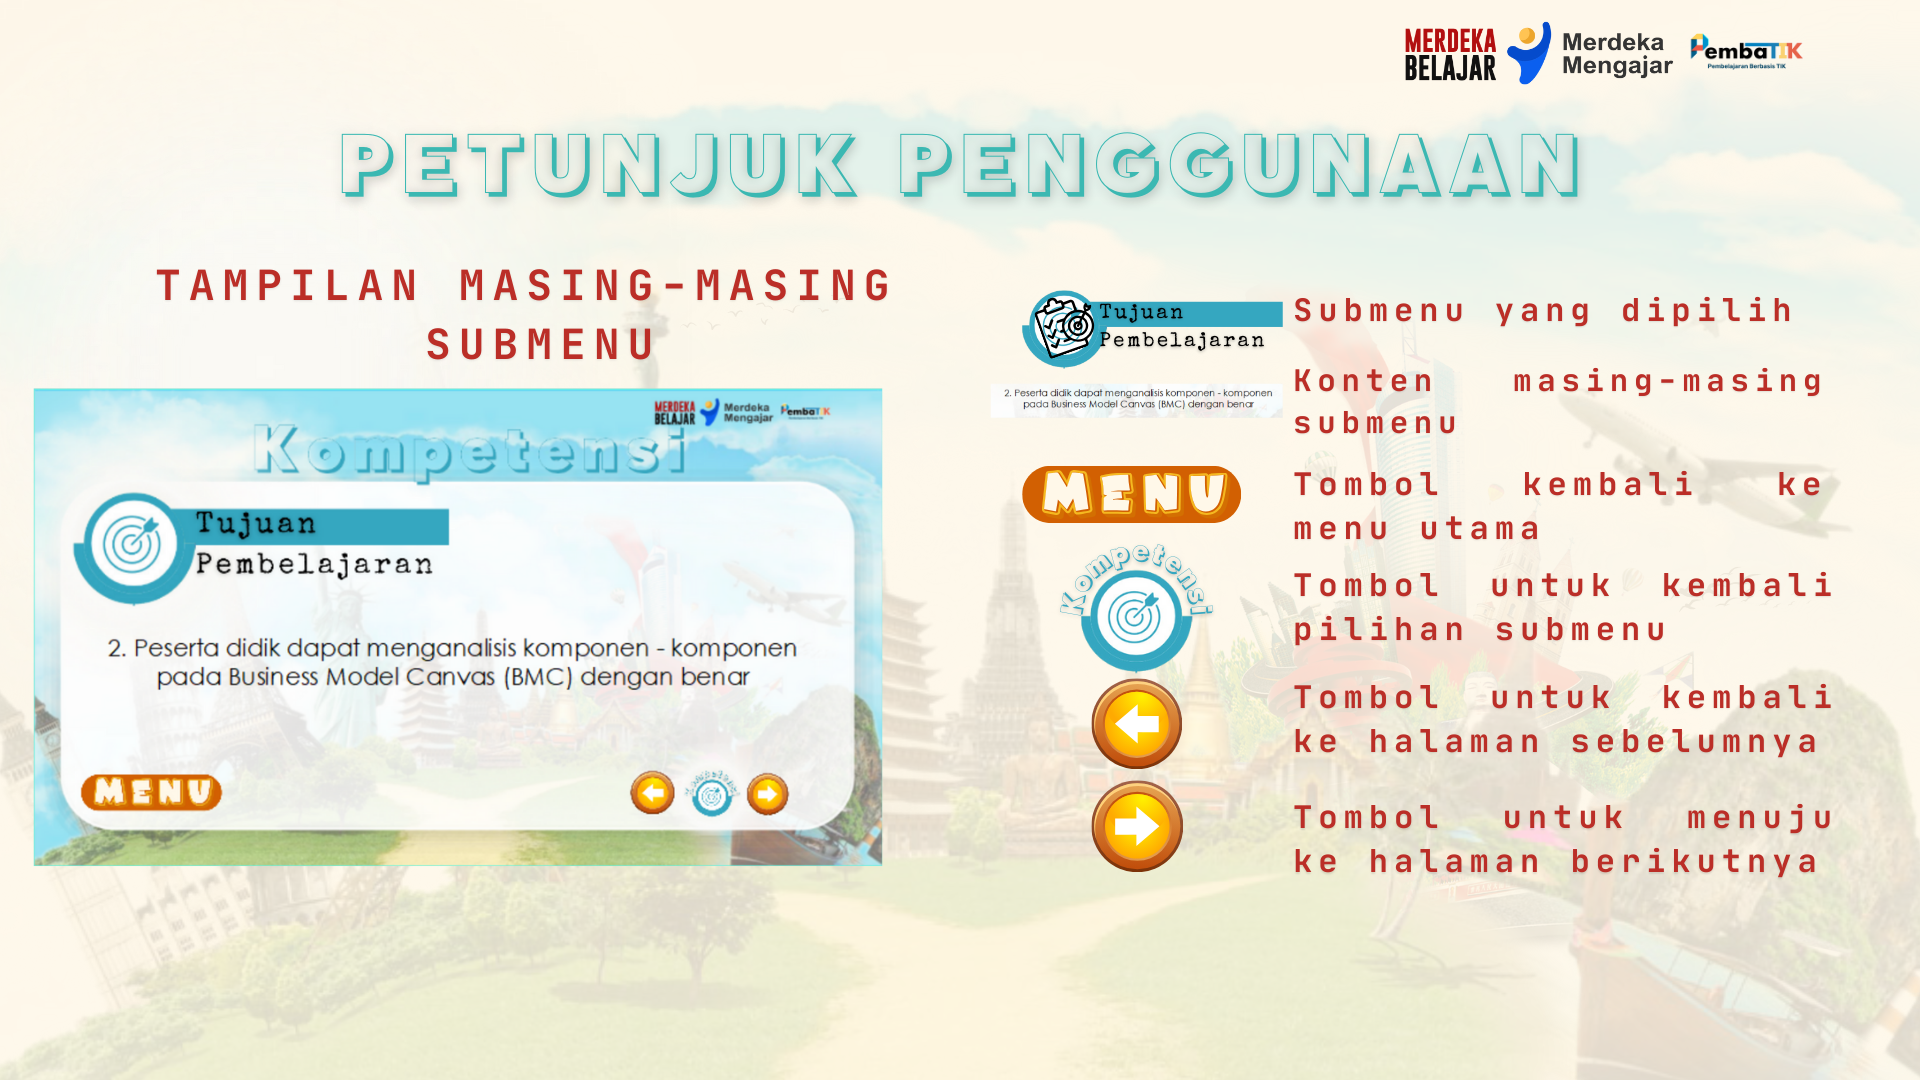 MERDEKA
BELAJAR
Merdeka
Mengajar
PembaTIK
Pembelajaran Berbasis TIK
PETUNJUK PENGGUNAAN
TAMPILAN MASING-MASING
SUBMENU
MERDEKA
BELAJAR
Merdeka
Mengajar
PembaTIK
Kompetensi
Tujuan
Pembelajaran
2. Peserta didik dapat menganalisis komponen - komponen
pada Business Model Canvas (BMC) dengan benar
MENU
Kompetensi
Tujuan
Pembelajaran
Submenu yang dipilih
2. Peserta didik dapat menganalisis komponen - komponen
pada Business Model Canvas (BMC) dengan benar
Konten masing-masing
submenu
MENU
Tombol kembali ke
menu utama
Kompetensi
Tombol untuk kembali
pilihan submenu
Tombol untuk kembali
ke halaman sebelumnya
Tombol untuk menuju
ke halaman berikutnya